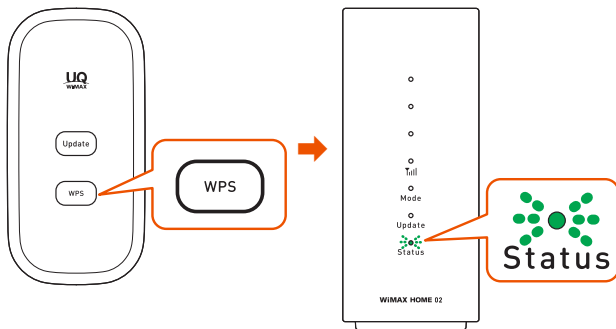 UQ
WiMAX
Update
WPS
WPS
Mode
Update
Status
WiMAX HOME 02
Status